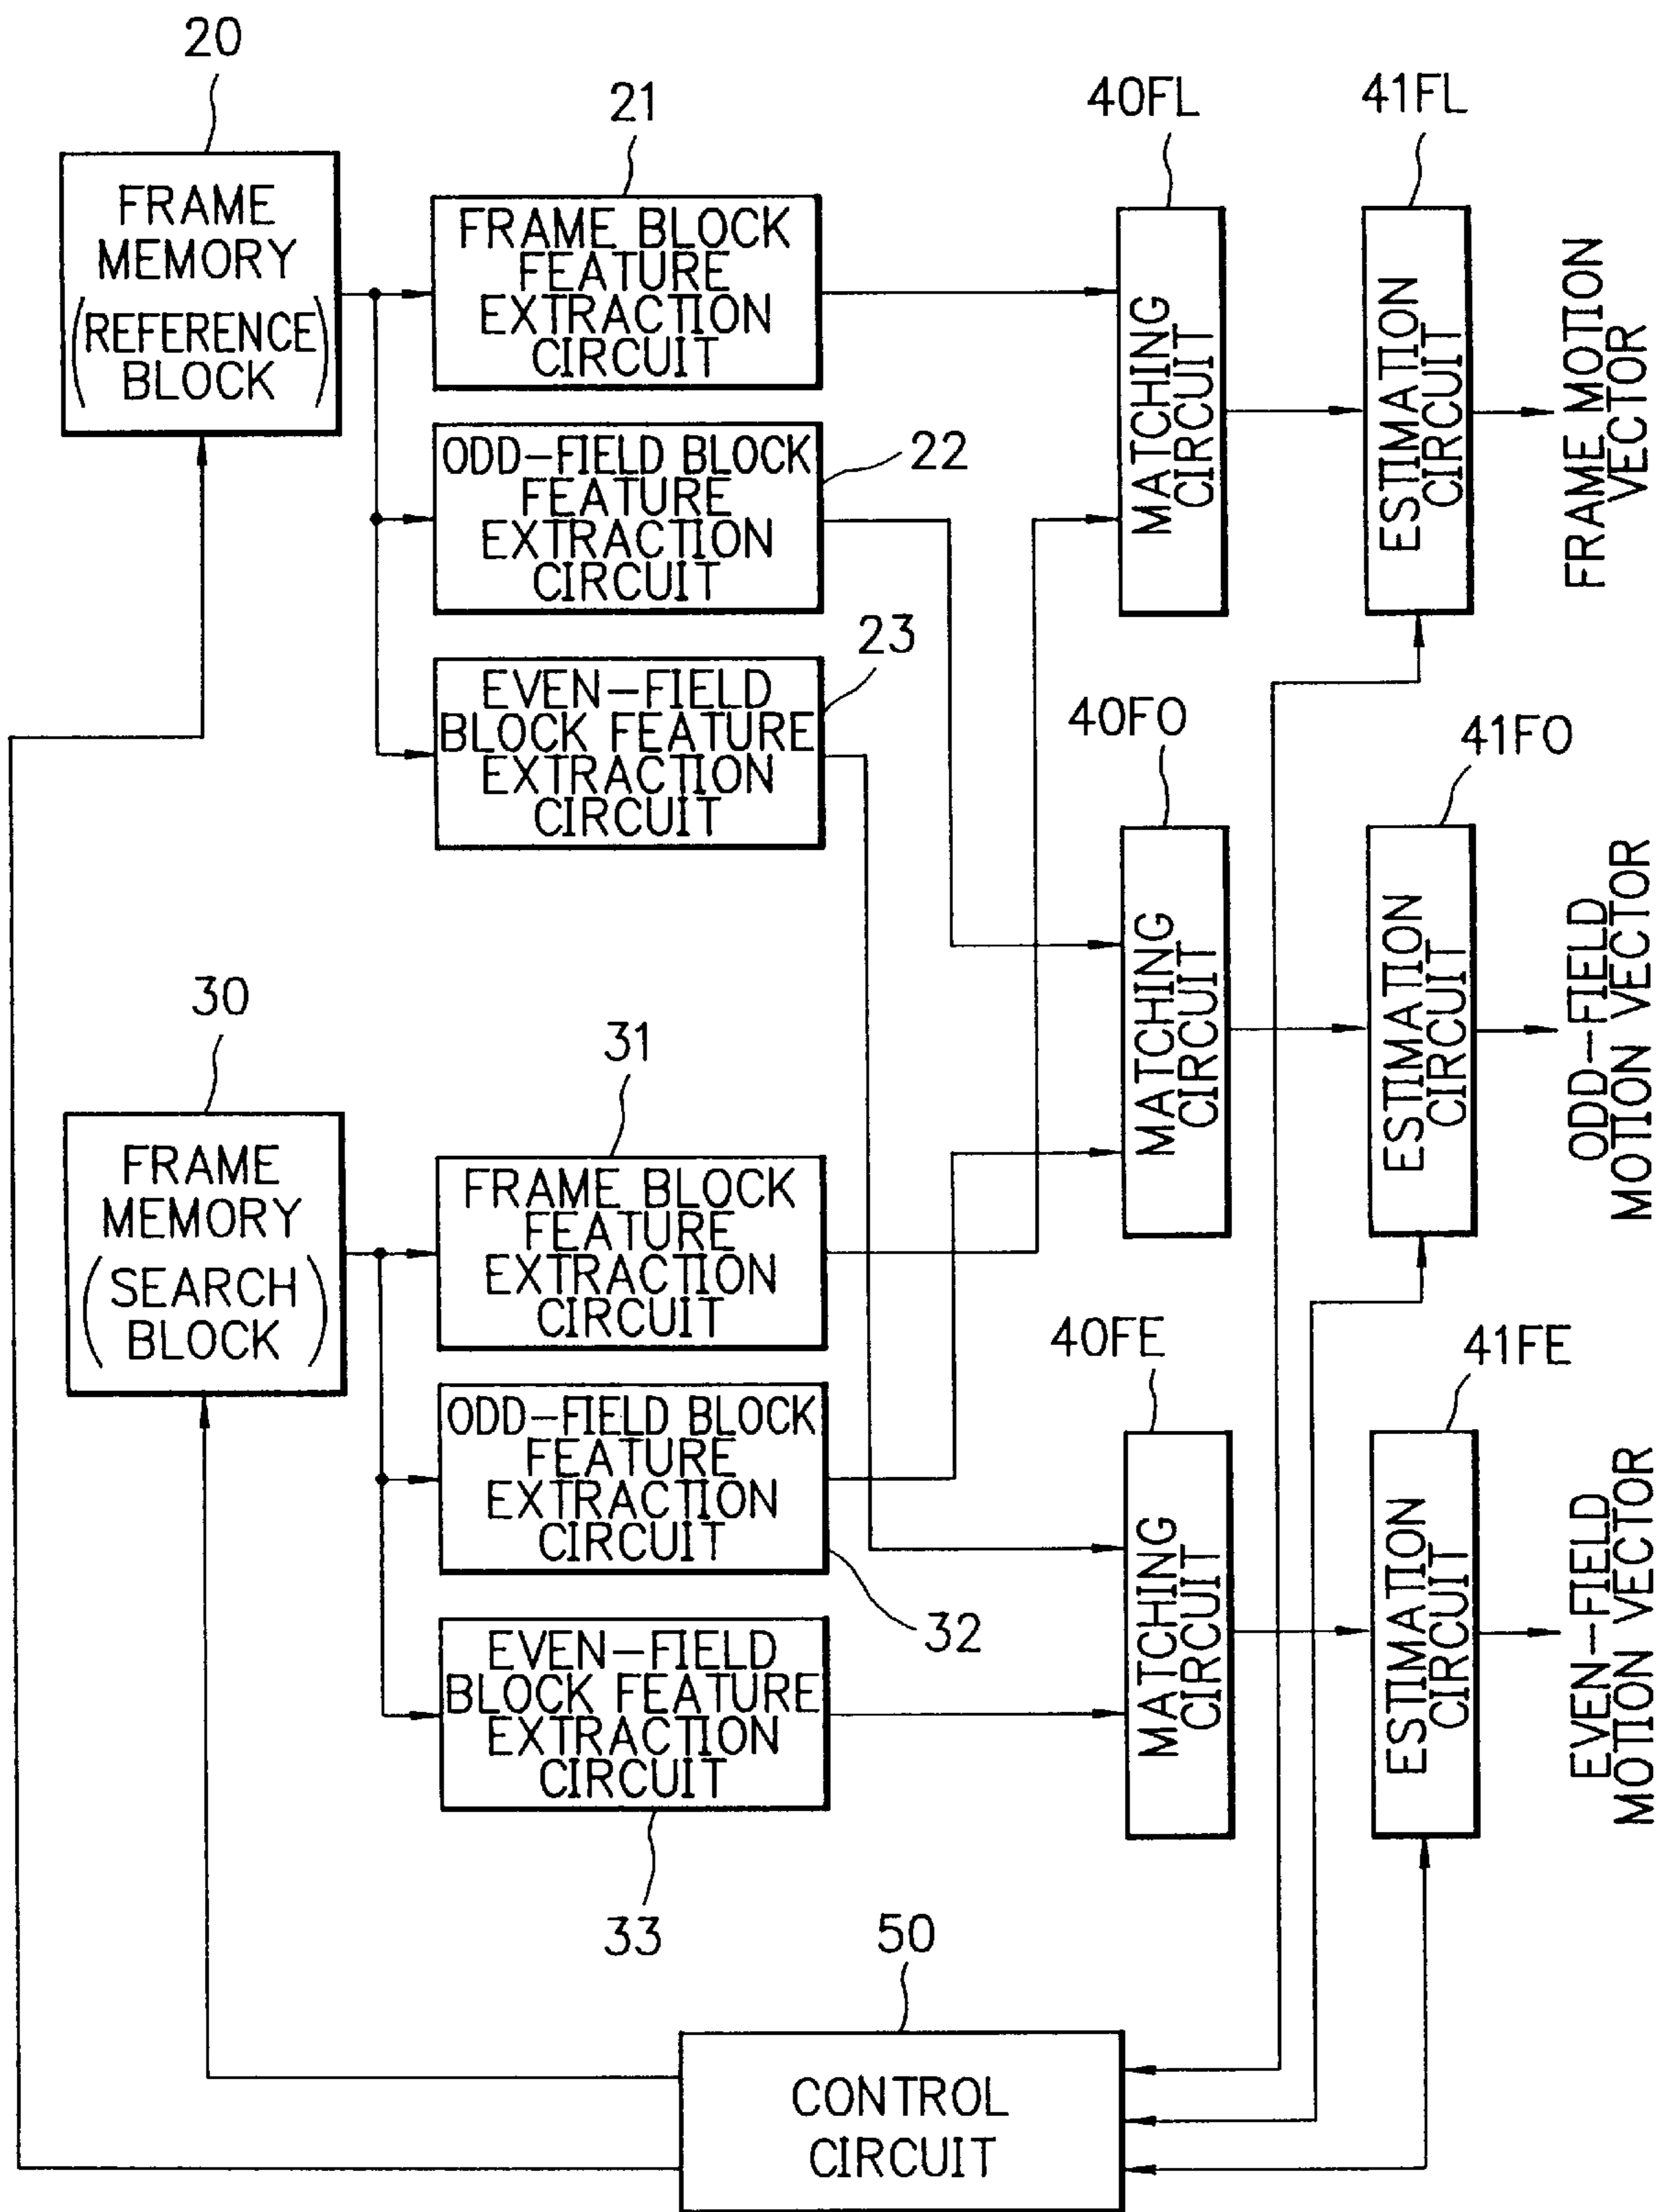 20
FRAME
MEMORY
(REFERENCE)
BLOCK
21
FRAME BLOCK
FEATURE
EXTRACTION
CIRCUIT
ODD-FIELD BLOCK
FEATURE
EXTRACTION
CIRCUIT
22
23
EVEN-FIELD
BLOCK FEATURE
EXTRACTION
CIRCUIT
40FL
MATCHING
CIRCUIT
41FL
ESTIMATION
CIRCUIT
FRAME MOTION
VECTOR
30
FRAME
MEMORY
(SEARCH
BLOCK)
31
FRAME BLOCK
FEATURE
EXTRACTION
CIRCUIT
ODD-FIELD BLOCK
FEATURE
EXTRACTION
CIRCUIT
32
EVEN-FIELD
BLOCK FEATURE
EXTRACTION
CIRCUIT
33
40FO
MATCHING
CIRCUIT
41FO
ESTIMATION
CIRCUIT
ODD-FIELD
MOTION VECTOR
40FE
MATCHING
CIRCUIT
41FE
ESTIMATION
CIRCUIT
EVEN-FIELD
MOTION VECTOR
50
CONTROL
CIRCUIT